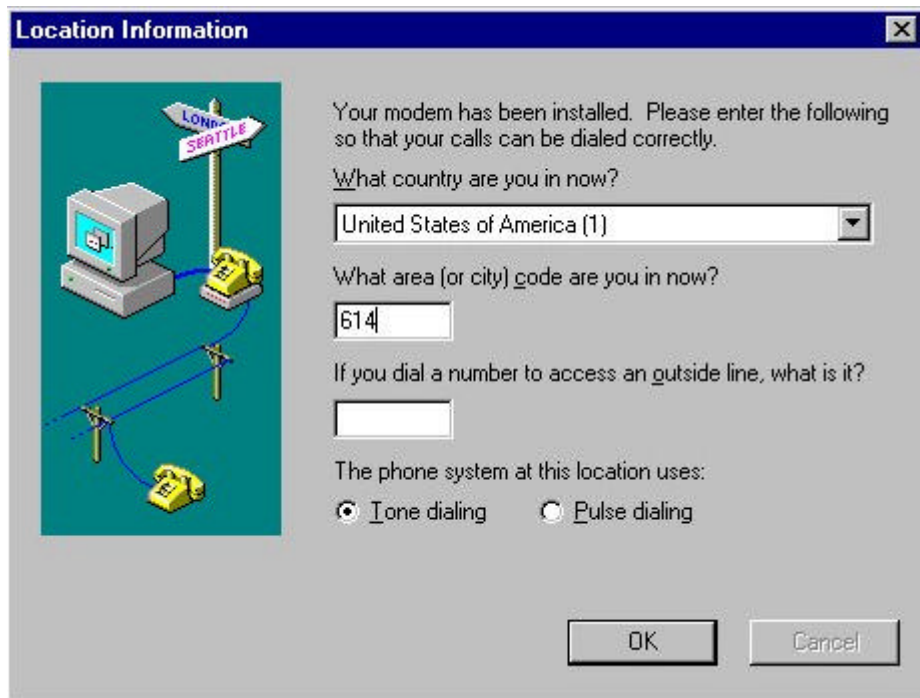 Location Information
LONDO
SEATTLE
Your modem has been installed.  Please enter the following
so that your calls can be dialed correctly.
What country are you in now?
United States of America (1)
What area (or city) code are you in now?
614
If you dial a number to access an outside line, what is it?
The phone system at this location uses:
Tone dialing
Pulse dialing
OK
Cancel